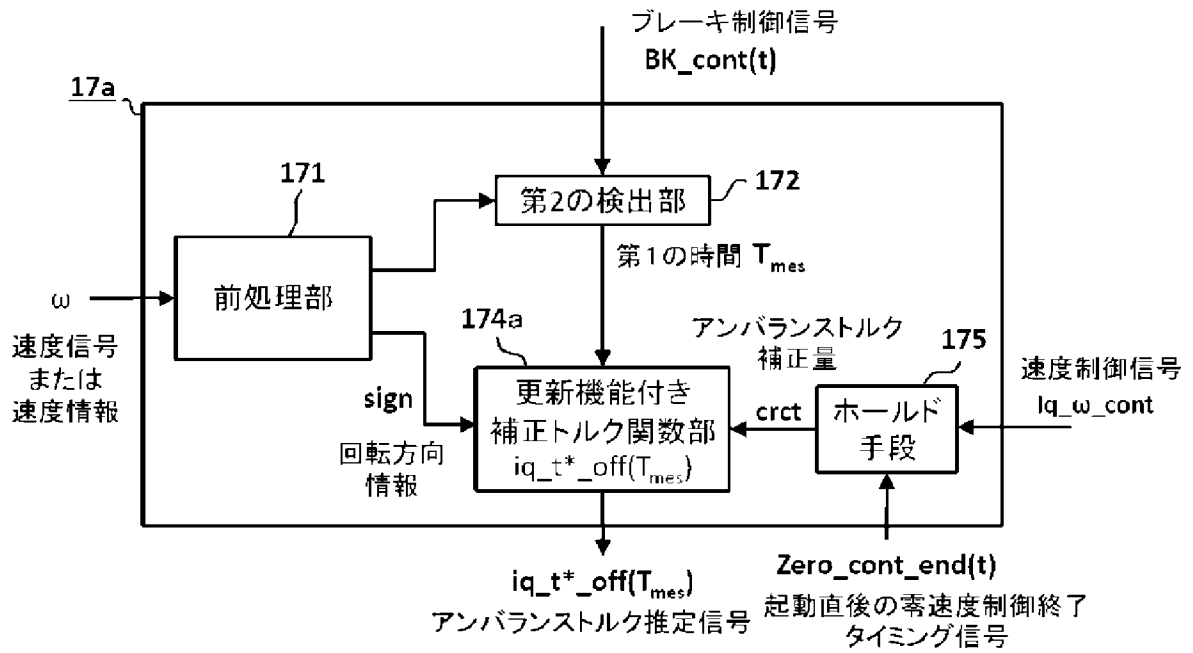 ブレーキ制御信号
BK_cont(t)
17a
171
前処理部
第2の検出部
172
第1の時間 Tmes
ω
速度信号
または
速度情報
sign
回転方向
情報
174a
更新機能付き
補正トルク関数部
iq_t*_off(Tmes)
アンバランストルク
補正量
crct
175
ホールド
手段
速度制御信号
Iq_ω_cont
iq_t*_off(Tmes)
アンバランストルク推定信号
Zero_cont_end(t)
起動直後の零速度制御終了
タイミング信号